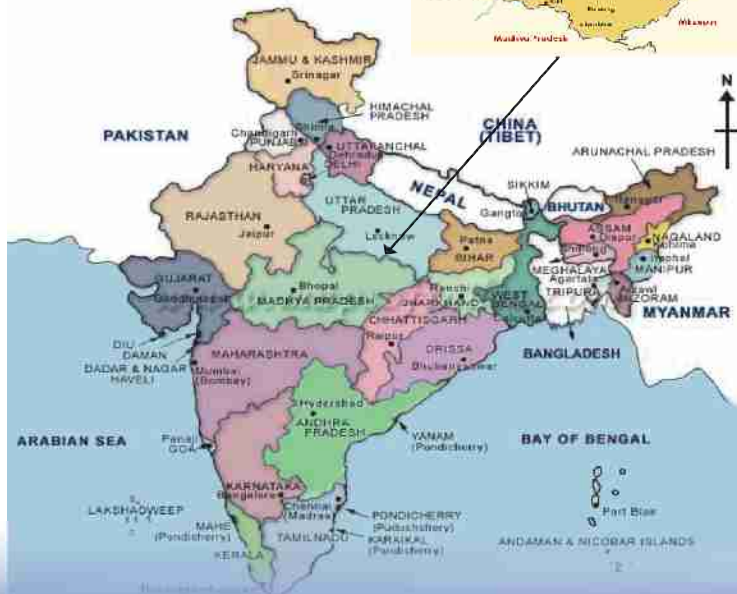 Madhya Pradesh
JAMMU & KASHMIR
Srinagar
HIMACHAL
PRADESH
Shimla
Chandigarh
PUNJAB
UTTARANCHAL
Dehradun
DELHI
HARYANA
PAKISTAN
CHINA
(TIBET)
N
ARUNACHAL PRADESH
NEPAL
SIKKIM
Gangtok
BHUTAN
Itanagar
RAJASTHAN
Jaipur
UTTAR
PRADESH
Lucknow
Patna
BIHAR
ASSAM
Dispur
NAGALAND
Kohima
Shillong
MEGHALAYA
Imphal
MANIPUR
Agartala
TRIPURA
Aizawl
MIZORAM
MYANMAR
GUJARAT
Gandhinagar
Bhopal
MADHYA PRADESH
Ranchi
JHARKHAND
WEST
BENGAL
Calcutta
CHHATTISGARH
Raipur
BANGLADESH
DIU
DAMAN
DADAR & NAGAR
HAVELI
MAHARASHTRA
Mumbai
(Bombay)
ORISSA
Bhubaneswar
Hyderabad
ANDHRA
PRADESH
YANAM
(Pondicherry)
ARABIAN SEA
BAY OF BENGAL
Panaji
GOA
KARNATAKA
Bangalore
Chennai
(Madras)
PONDICHERRY
(Puduchcherry)
LAKSHADWEEP
MAHE
(Pondicherry)
KERALA
TAMILNADU
KARAIKAL
(Pondicherry)
Port Blair
ANDAMAN & NICOBAR ISLANDS